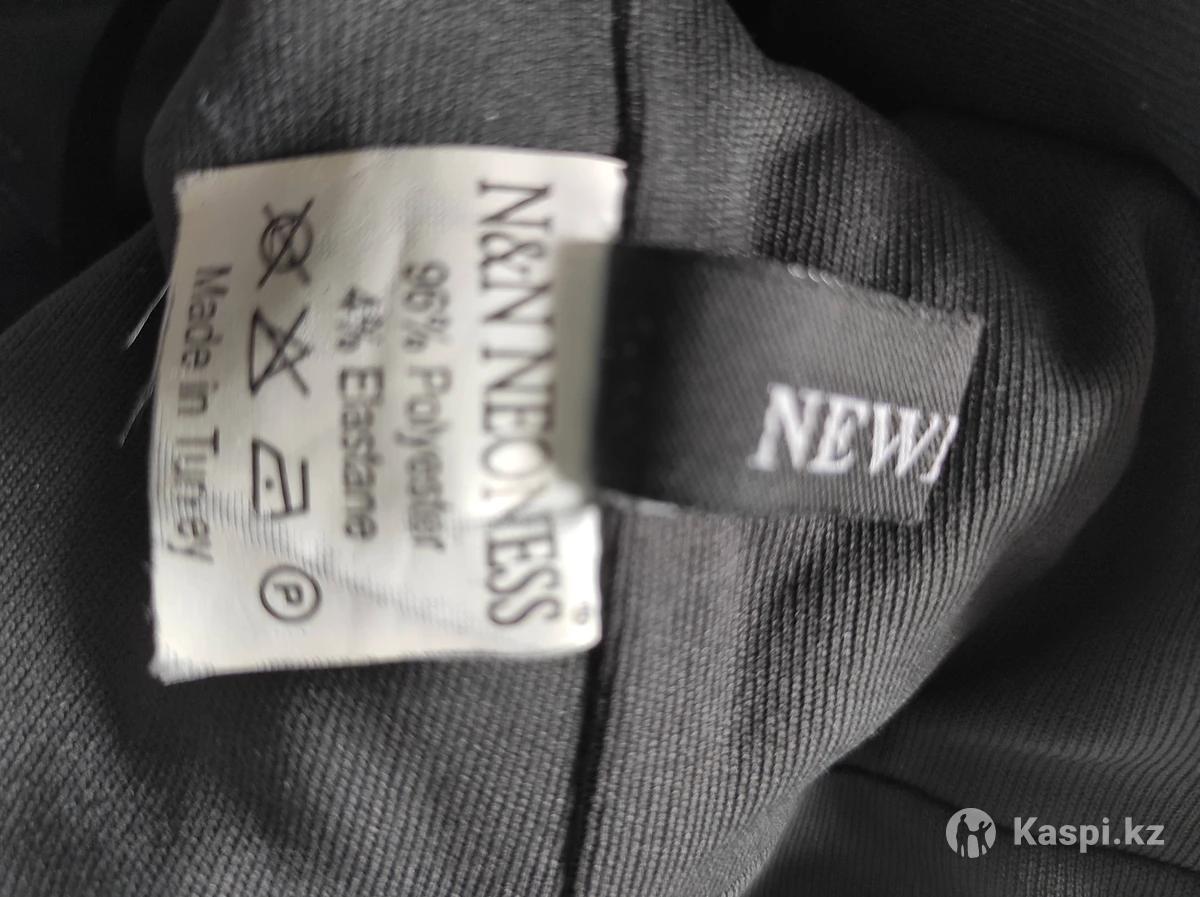 N&N NEONESS
96% Polyester
4% Elastane
P
Made in Turkey
NEW
Kaspi.kz